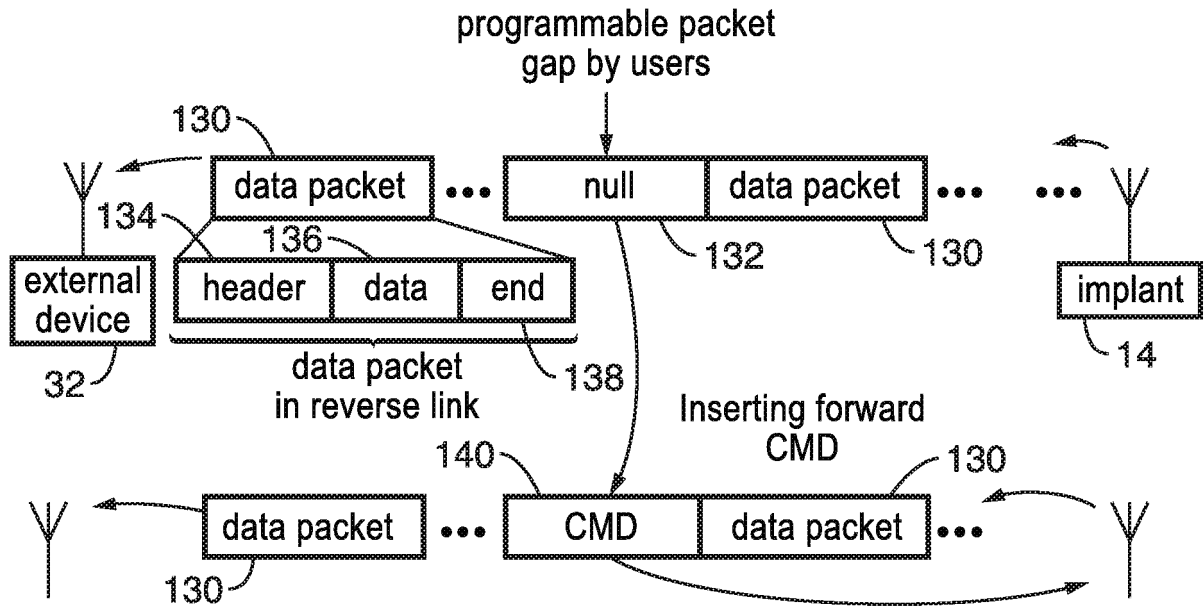 programmable packet
gap by users
130
data packet
null
data packet
134
136
132
130
external
device
header
data
end
implant
32
data packet
in reverse link
138
14
Inserting forward
CMD
140
130
data packet
CMD
data packet
130